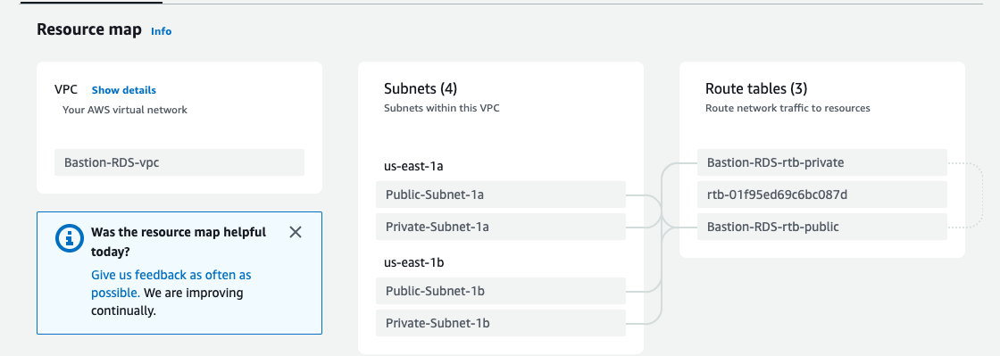 Resource map Info
VPC Show details
Your AWS virtual network
Bastion-RDS-vpc
Was the resource map helpful
today?
Give us feedback as often as
possible. We are improving
continually.
Subnets (4)
Subnets within this VPC
us-east-1a
Public-Subnet-1a
Private-Subnet-1a
us-east-1b
Public-Subnet-1b
Private-Subnet-1b
Route tables (3)
Route network traffic to resources
Bastion-RDS-rtb-private
rtb-01f95ed69c6bc087d
Bastion-RDS-rtb-public